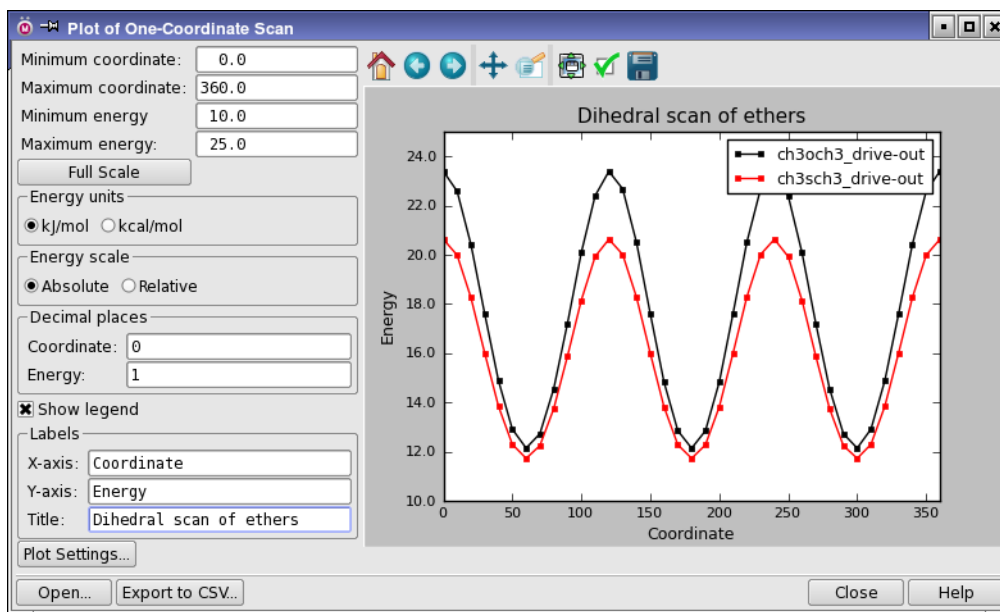 Plot of One-Coordinate Scan
Minimum coordinate: 0.0
Maximum coordinate: 360.0
Minimum energy 10.0
Maximum energy: 25.0
Full Scale
Energy units
kJ/mol kcal/mol
Energy scale
Absolute Relative
Decimal places
Coordinate: 0
Energy: 1
Show legend
Labels
X-axis: Coordinate
Y-axis: Energy
Title: Dihedral scan of ethers
Plot Settings...
Dihedral scan of ethers
ch3och3_drive-out
ch3sch3_drive-out
24.0
22.0
20.0
18.0
16.0
14.0
12.0
10.0
Energy
0 50 100 150 200 250 300 350
Coordinate
Open... Export to CSV... Close Help